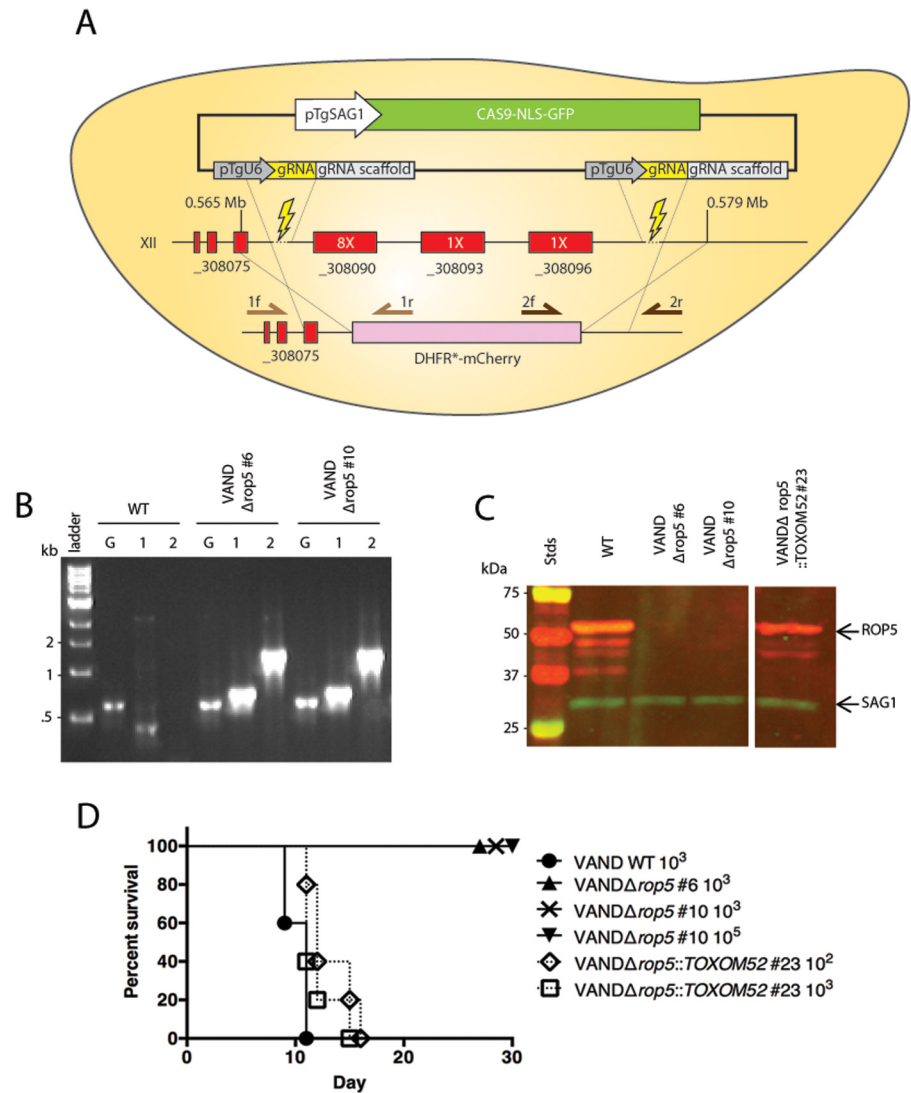 A
pTgSAG1
CAS9-NLS-GFP
pTgU6 gRNA gRNA scaffold
pTgU6 gRNA gRNA scaffold
0.565 Mb
0.579 Mb
XII
8X
1X
1X
_308075
_308090
_308093
_308096
1f
1r
2f
2r
_308075
DHFR*-mCherry
B
ladder
WT
VAND
Δrop5 #6
VAND
Δrop5 #10
kb
G 1 2
G 1 2
G 1 2
2
1
.5
C
Stds
WT
VAND
Δrop5 #6
VAND
Δrop5 #10
VANDΔ rop5
::TOXOM52 #23
kDa
75
50
37
25
ROP5
SAG1
D
Percent survival
100
80
60
40
20
0
0 10 20 30
Day
VAND WT 10³
VANDΔrop5 #6 10³
VANDΔrop5 #10 10³
VANDΔrop5 #10 10⁵
VANDΔrop5::TOXOM52 #23 10²
VANDΔrop5::TOXOM52 #23 10³